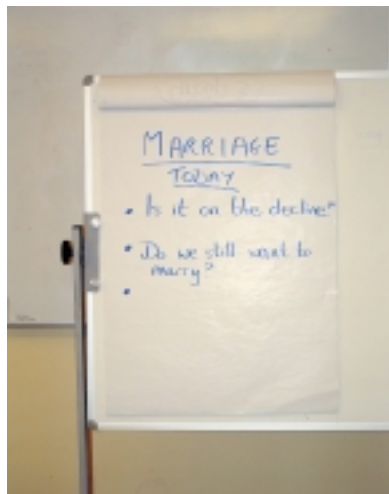 MARRIAGE
TODAY
• Is it on the decline?
• Do we still want to
marry?
•